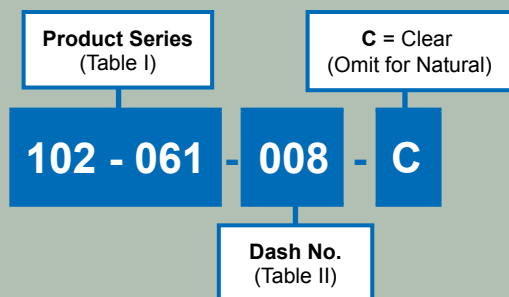 Product Series
(Table I)
C = Clear
(Omit for Natural)
102 - 061 - 008 - C
Dash No.
(Table II)